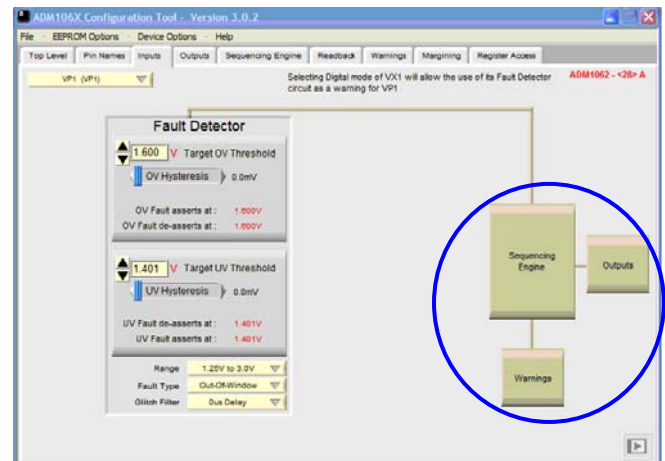 ADM106X Configuration Tool - Version 3.0.2
File EEPROM Options Device Options Help
Top Level Pin Names Inputs Outputs Sequencing Engine Readback Warnings Margining Register Access
VP1 (VP1)
Selecting Digital mode of VX1 will allow the use of its Fault Detector
circuit as a warning for VP1
ADM1062 - <28> A
Fault Detector
1.600 V Target OV Threshold
OV Hysteresis 0.0mV
OV Fault asserts at : 1.600V
OV Fault de-asserts at : 1.600V
1.401 V Target UV Threshold
UV Hysteresis 0.0mV
UV Fault de-asserts at : 1.401V
UV Fault asserts at : 1.401V
Range 1.25V to 3.0V
Fault Type Out-Of-Window
Glitch Filter 0us Delay
Sequencing
Engine
Outputs
Warnings